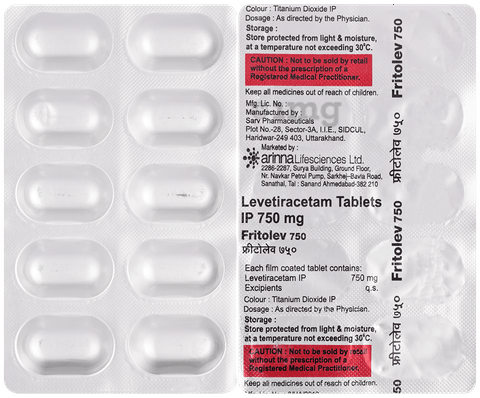 Colour : Titanium Dioxide IP
Dosage : As directed by the Physician.
Storage :
Store protected from light & moisture,
at a temperature not exceeding 30°C.
CAUTION : Not to be sold by retail
without the prescription of a
Registered Medical Practitioner.
Keep all medicines out of reach of children.
Mfg. Lic. No.
Manufactured by :
Sarv Pharmaceuticals
Plot No.-28, Sector-3A, I.I.E., SIDCUL,
Haridwar-249 403, Uttarakhand.
Marketed by :
arinna Lifesciences Ltd.
2286-2287, Surya Building, Ground Floor,
Nr. Navkar Petrol Pump, Sarkhej-Bavla Road,
Sanathal, Tal : Sanand Ahmedabad-382 210
Levetiracetam Tablets
IP 750 mg
Fritolev 750
फ्रीटोलेव ७५०
Each film coated tablet contains:
Levetiracetam IP 750 mg
Excipients q.s.
Colour : Titanium Dioxide IP
Dosage : As directed by the Physician.
Storage :
Store protected from light & moisture,
at a temperature not exceeding 30°C.
CAUTION : Not to be sold by retail
without the prescription of a
Registered Medical Practitioner.
Keep all medicines out of reach of children.
Fritolev 750
फ्रीटोलेव ७५०
Fritolev 750
फ्रीटोलेव ७५०
50
mg